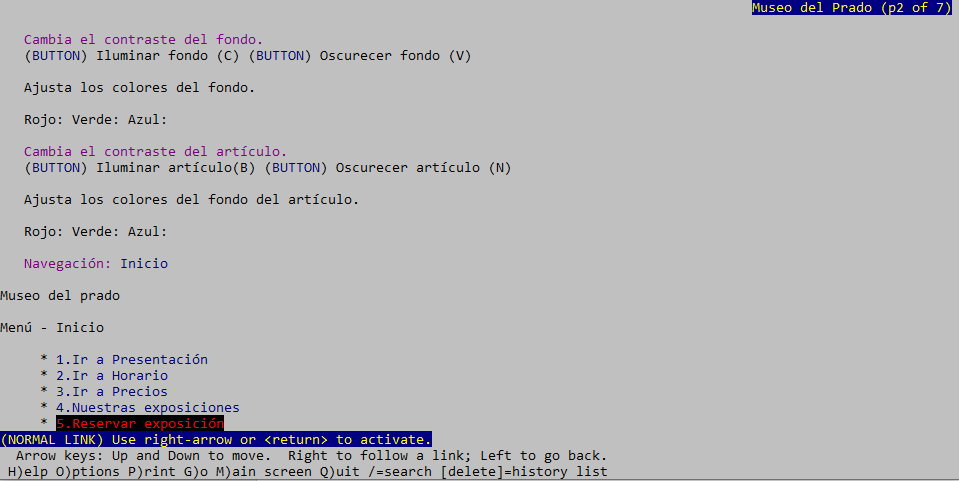 Museo del Prado (p2 of 7)
Cambia el contraste del fondo.
(BUTTON) Iluminar fondo (C) (BUTTON) Oscurecer fondo (V)
Ajusta los colores del fondo.
Rojo: Verde: Azul:
Cambia el contraste del artículo.
(BUTTON) Iluminar artículo(B) (BUTTON) Oscurecer artículo (N)
Ajusta los colores del fondo del artículo.
Rojo: Verde: Azul:
Navegación: Inicio
Museo del prado
Menú - Inicio
* 1.Ir a Presentación
* 2.Ir a Horario
* 3.Ir a Precios
* 4.Nuestras exposiciones
* 5.Reservar exposición
(NORMAL LINK) Use right-arrow or <return> to activate.
Arrow keys: Up and Down to move.  Right to follow a link; Left to go back.
H)elp O)ptions P)rint G)o M)ain screen Q)uit /=search [delete]=history list